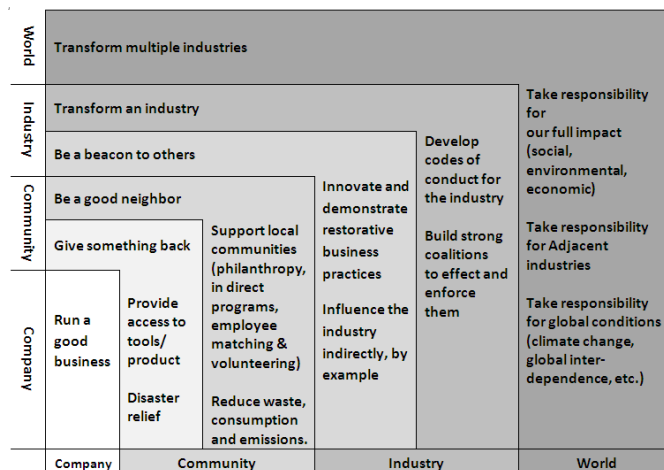 World
Transform multiple industries
Industry
Transform an industry
Be a beacon to others
Community
Be a good neighbor
Give something back
Company
Run a
good
business
Provide
access to
tools/
product
Disaster
relief
Support local
communities
(philanthropy,
in direct
programs,
employee
matching &
volunteering)
Reduce waste,
consumption
and emissions.
Innovate and
demonstrate
restorative
business
practices
Influence the
industry
indirectly, by
example
Develop
codes of
conduct for
the industry
Build strong
coalitions
to effect and
enforce
them
Take responsibility
for
our full impact
(social,
environmental,
economic)
Take responsibility
for Adjacent
industries
Take responsibility
for global conditions
(climate change,
global inter-
dependence, etc.)
Company
Community
Industry
World